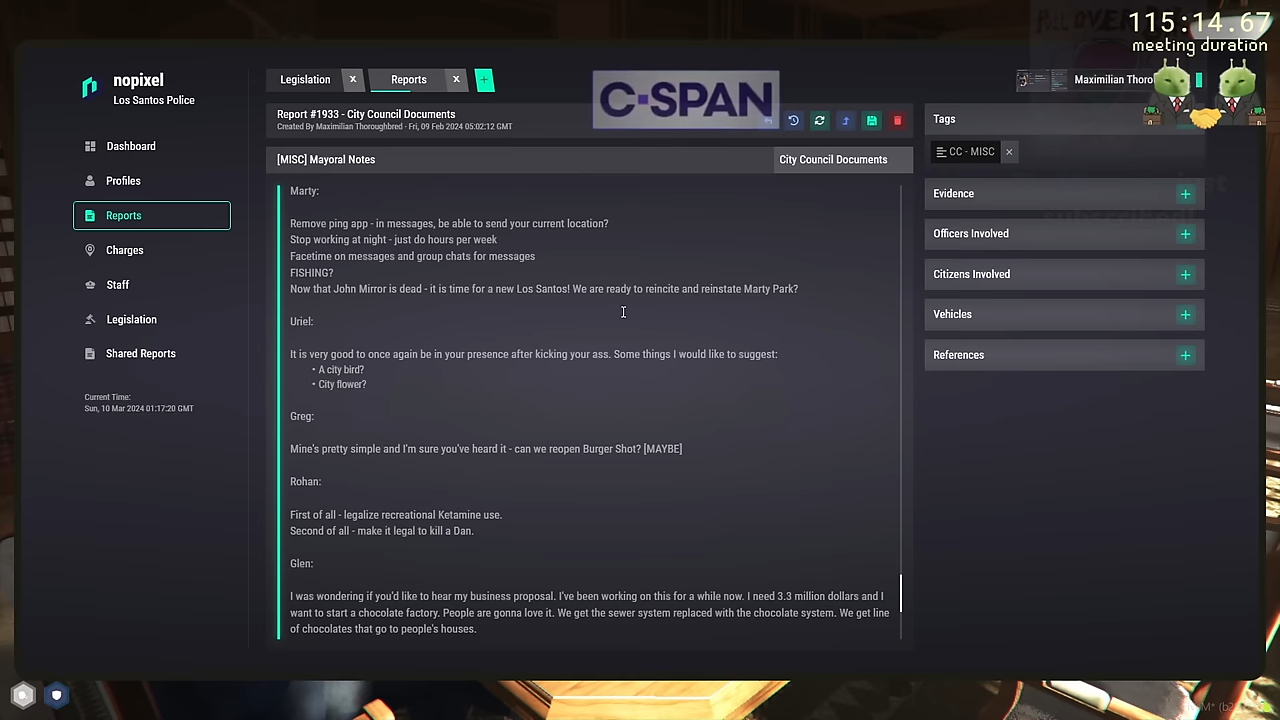 115:14.67
meeting duration
nopixel
Los Santos Police
Legislation x
Reports x
+
C-SPAN
Maximilian Thoro
Report #1933 - City Council Documents
Created By Maximilian Thoroughbred - Fri, 09 Feb 2024 05:02:12 GMT
Tags
[MISC] Mayoral Notes
City Council Documents
CC - MISC x
Dashboard
Profiles
Reports
Charges
Staff
Legislation
Shared Reports
Current Time:
Sun, 10 Mar 2024 01:17:20 GMT
Marty:
Remove ping app - in messages, be able to send your current location?
Stop working at night - just do hours per week
Facetime on messages and group chats for messages
FISHING?
Now that John Mirror is dead - it is time for a new Los Santos! We are ready to reincite and reinstate Marty Park?
Uriel:
It is very good to once again be in your presence after kicking your ass. Some things I would like to suggest:
• A city bird?
• City flower?
Greg:
Mine's pretty simple and I'm sure you've heard it - can we reopen Burger Shot? [MAYBE]
Rohan:
First of all - legalize recreational Ketamine use.
Second of all - make it legal to kill a Dan.
Glen:
I was wondering if you'd like to hear my business proposal. I've been working on this for a while now. I need 3.3 million dollars and I
want to start a chocolate factory. People are gonna love it. We get the sewer system replaced with the chocolate system. We get line
of chocolates that go to people's houses.
Evidence +
Officers Involved +
Citizens Involved +
Vehicles +
References +